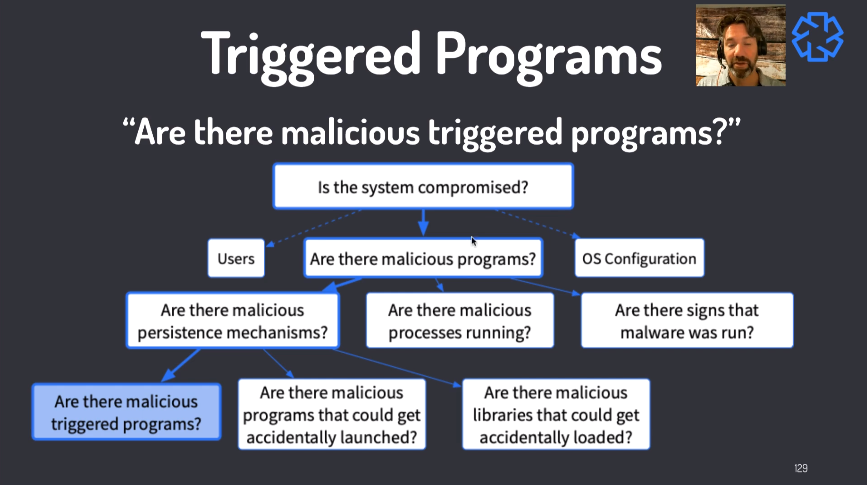 Triggered Programs
“Are there malicious triggered programs?”
Is the system compromised?
Users
Are there malicious programs?
OS Configuration
Are there malicious
persistence mechanisms?
Are there malicious
processes running?
Are there signs that
malware was run?
Are there malicious
triggered programs?
Are there malicious
programs that could get
accidentally launched?
Are there malicious
libraries that could get
accidentally loaded?
129